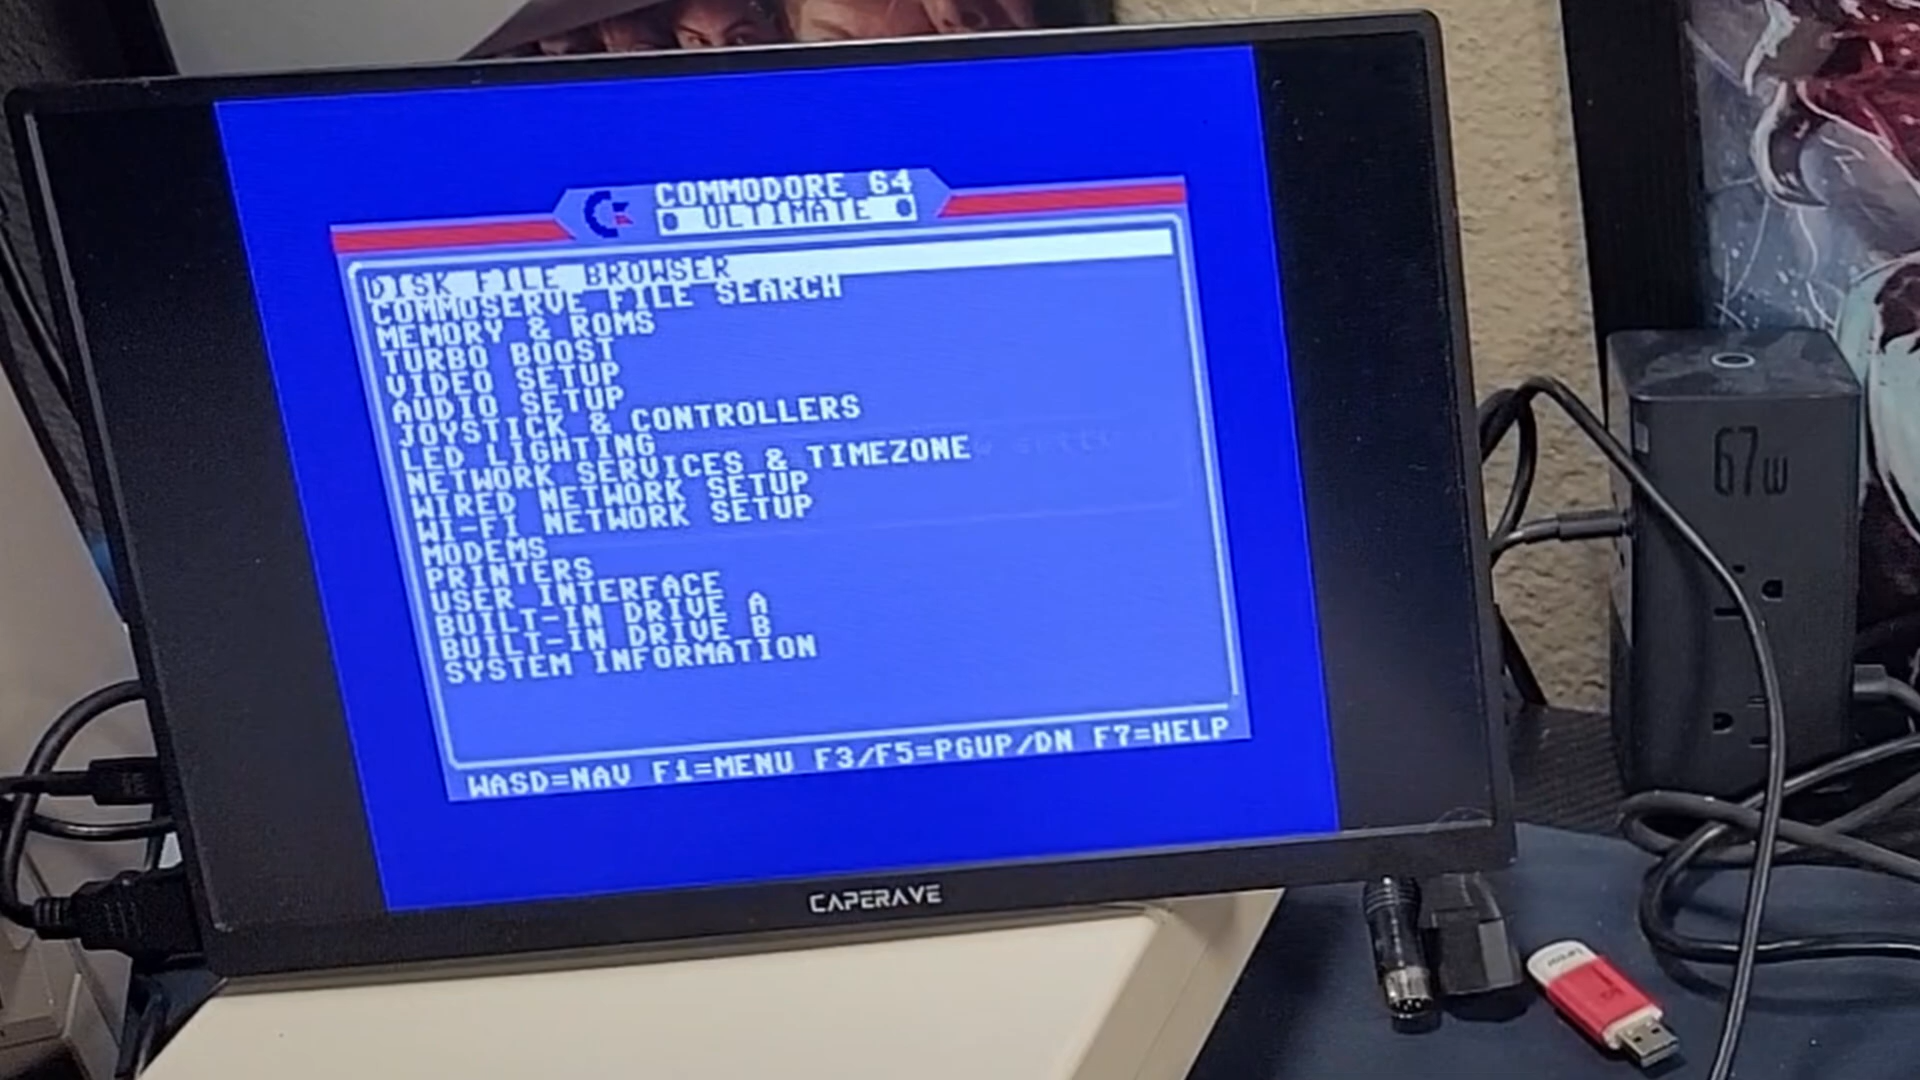 COMMODORE 64
ULTIMATE
DISK FILE BROWSER
COMMOSERVE FILE SEARCH
MEMORY & ROMS
TURBO BOOST
VIDEO SETUP
AUDIO SETUP
JOYSTICK & CONTROLLERS
LED LIGHTING
NETWORK SERVICES & TIMEZONE
WIRED NETWORK SETUP
WI-FI NETWORK SETUP
MODEMS
PRINTERS
USER INTERFACE
BUILT-IN DRIVE A
BUILT-IN DRIVE B
SYSTEM INFORMATION
WASD=NAV F1=MENU F3/F5=PGUP/DN F7=HELP
CAPERAVE
67W